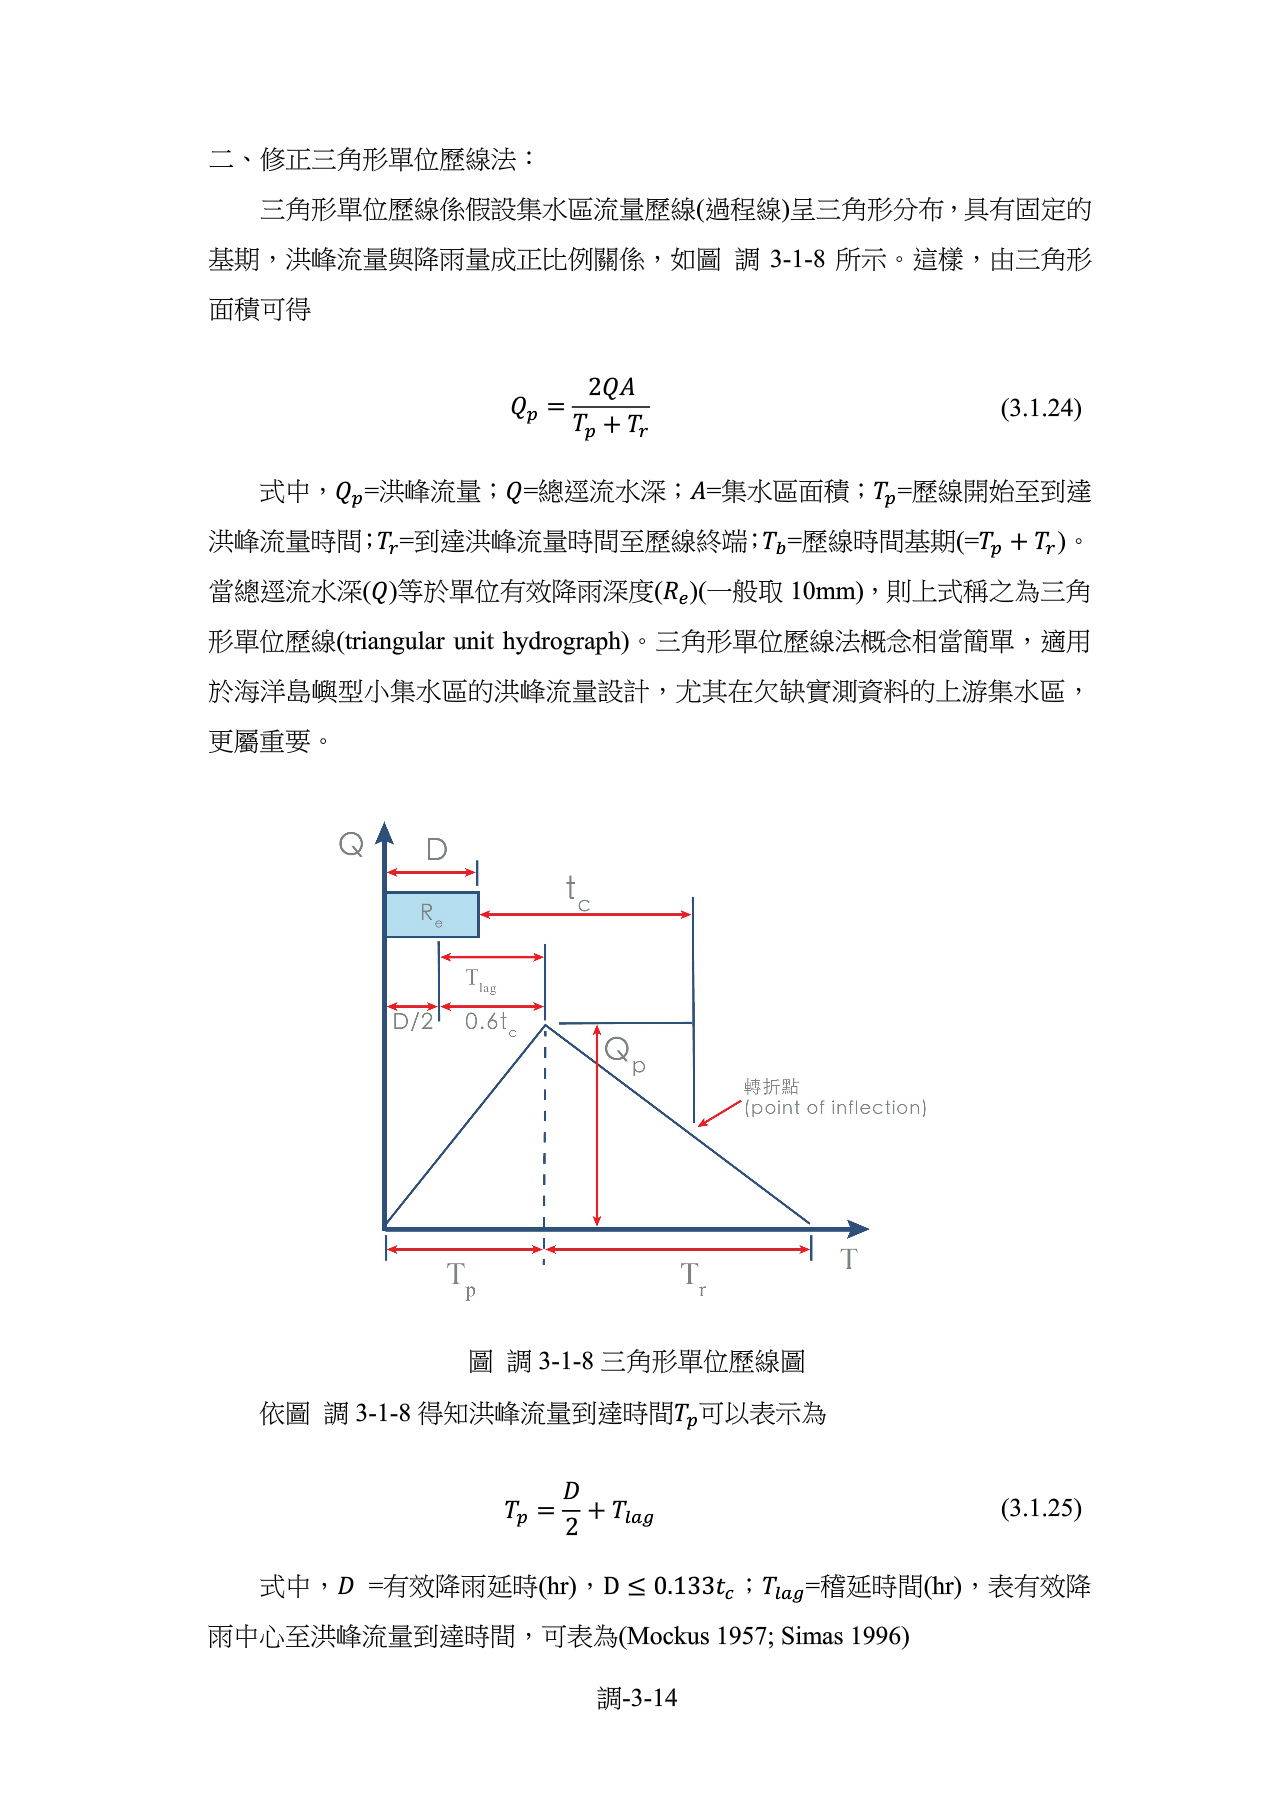 二、修正三角形單位歷線法：
三角形單位歷線係假設集水區流量歷線(過程線)呈三角形分布，具有固定的
基期，洪峰流量與降雨量成正比例關係，如圖 調 3-1-8 所示。這樣，由三角形
面積可得
Q_p = 2QA / (T_p + T_r) (3.1.24)
式中，Q_p=洪峰流量；Q=總逕流水深；A=集水區面積；T_p=歷線開始至到達
洪峰流量時間；T_r=到達洪峰流量時間至歷線終端；T_b=歷線時間基期(=T_p + T_r)。
當總逕流水深(Q)等於單位有效降雨深度(R_e)(一般取 10mm)，則上式稱之為三角
形單位歷線(triangular unit hydrograph)。三角形單位歷線法概念相當簡單，適用
於海洋島嶼型小集水區的洪峰流量設計，尤其在欠缺實測資料的上游集水區，
更屬重要。
Q
D
t_c
R_e
T_lag
D/2
0.6t_c
Q_p
轉折點
(point of inflection)
T_p
T_r
T
圖 調 3-1-8 三角形單位歷線圖
依圖 調 3-1-8 得知洪峰流量到達時間T_p可以表示為
T_p = D/2 + T_lag (3.1.25)
式中，D =有效降雨延時(hr)，D ≤ 0.133t_c；T_lag=稽延時間(hr)，表有效降
雨中心至洪峰流量到達時間，可表為(Mockus 1957; Simas 1996)
調-3-14